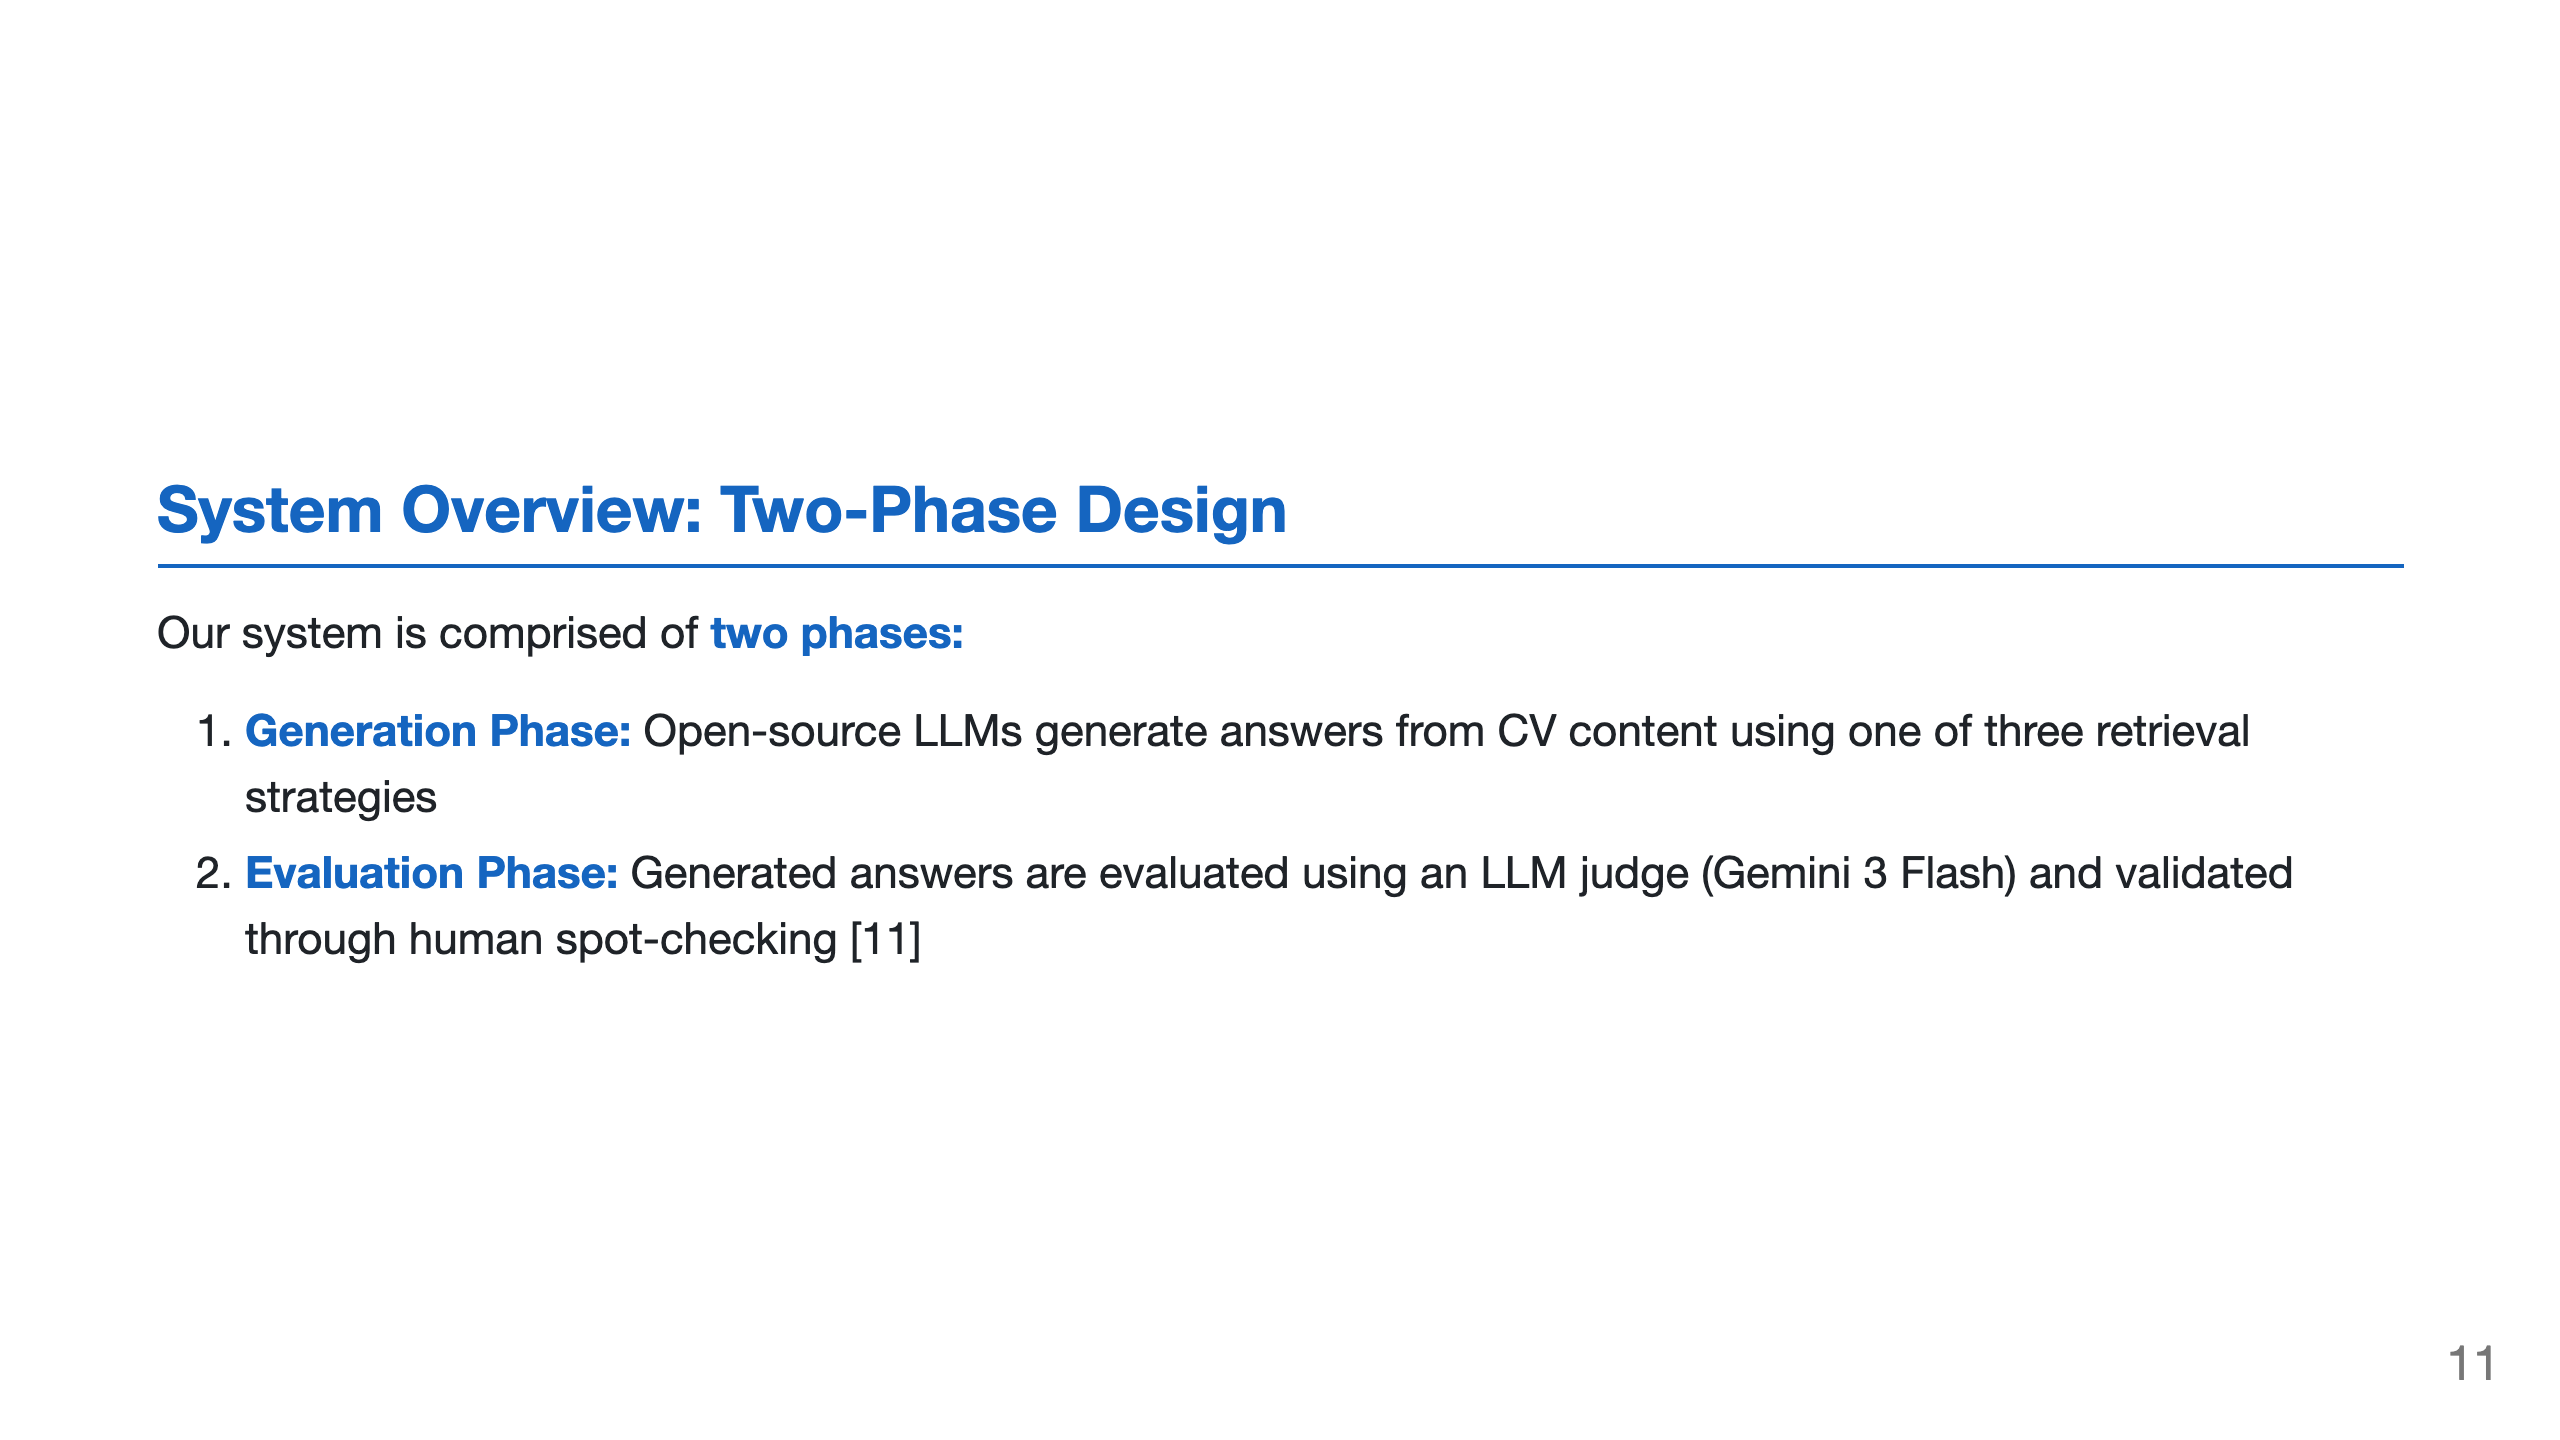 System Overview: Two-Phase Design
Our system is comprised of two phases:
1. Generation Phase: Open-source LLMs generate answers from CV content using one of three retrieval
strategies
2. Evaluation Phase: Generated answers are evaluated using an LLM judge (Gemini 3 Flash) and validated
through human spot-checking [11]
11